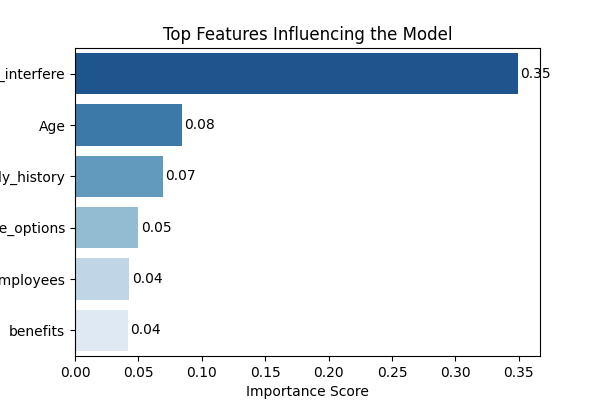 Top Features Influencing the Model
_interfere
0.35
Age
0.08
ly_history
0.07
e_options
0.05
mployees
0.04
benefits
0.04
0.00 0.05 0.10 0.15 0.20 0.25 0.30 0.35
Importance Score